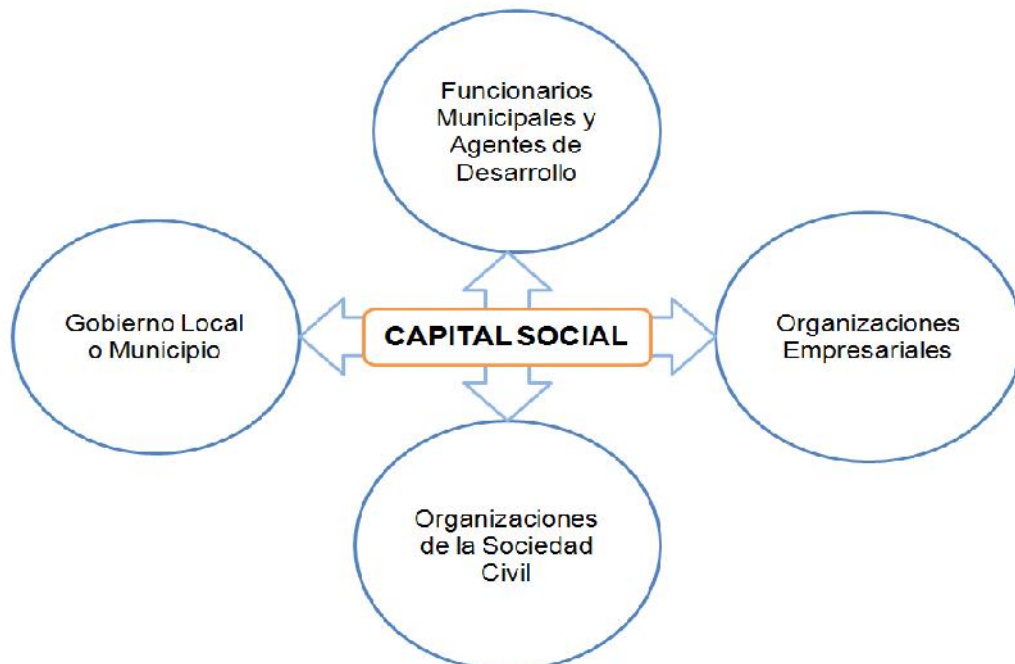 Funcionarios
Municipales y
Agentes de
Desarrollo
Gobierno Local
o Municipio
CAPITAL SOCIAL
Organizaciones
Empresariales
Organizaciones
de la Sociedad
Civil